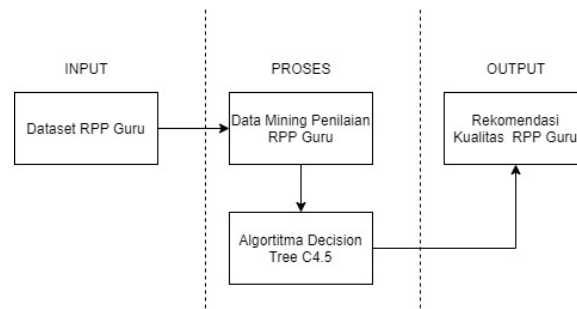 INPUT
PROSES
OUTPUT
Dataset RPP Guru
Data Mining Penilaian
RPP Guru
Rekomendasi
Kualitas RPP Guru
Algortitma Decision
Tree C4.5